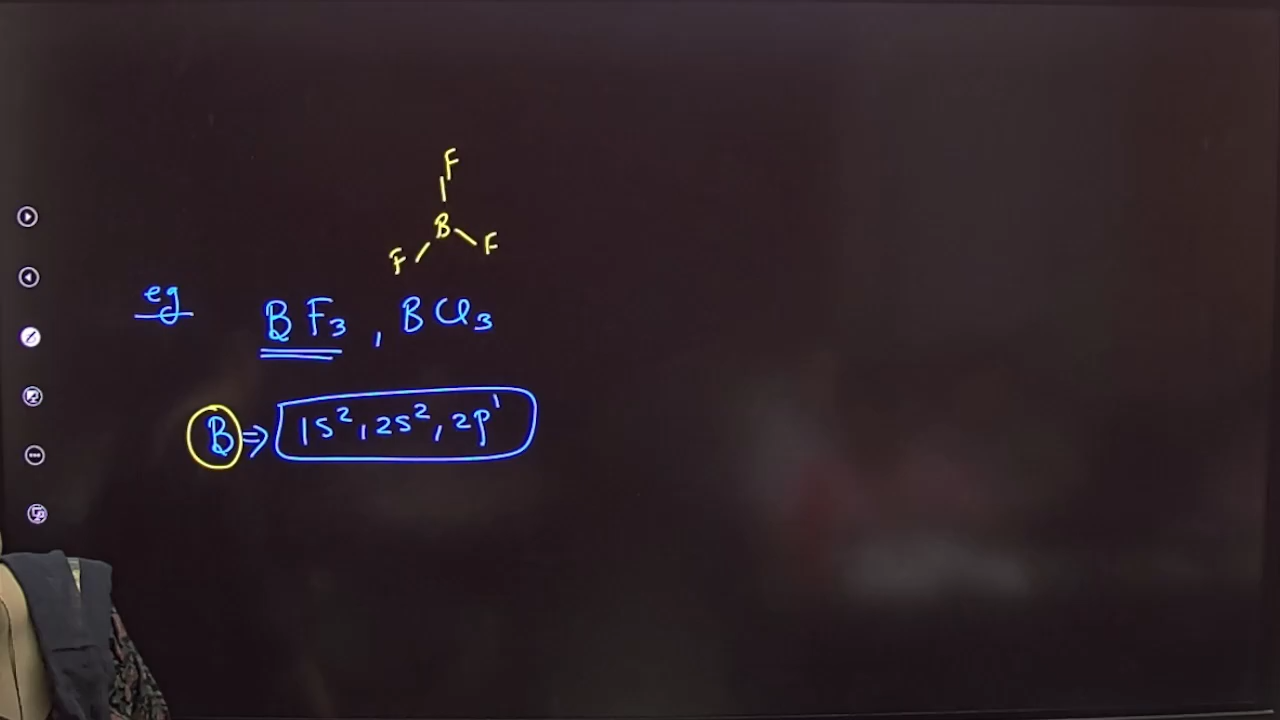 F
B
F F
eg BF₃, BCl₃
B ⇒ 1s², 2s², 2p¹